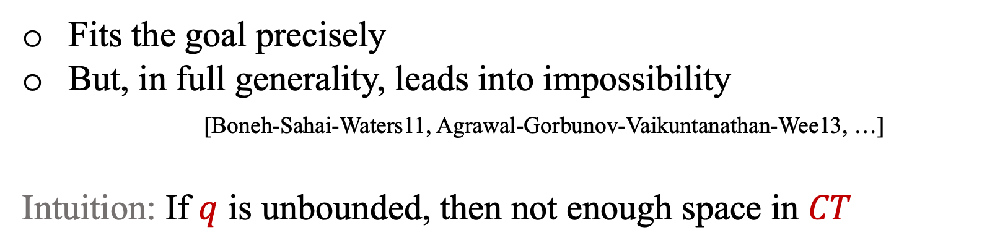 ○ Fits the goal precisely
○ But, in full generality, leads into impossibility
[Boneh-Sahai-Waters11, Agrawal-Gorbunov-Vaikuntanathan-Wee13, …]
Intuition: If q is unbounded, then not enough space in CT